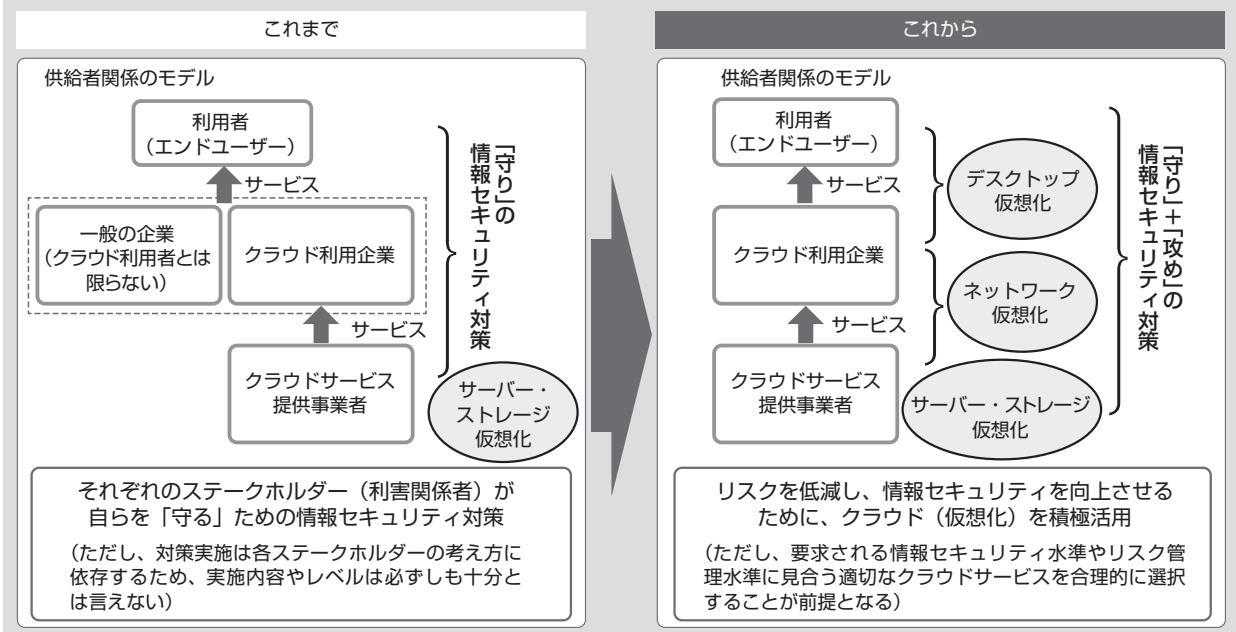 これまで
供給者関係のモデル
利用者
（エンドユーザー）
サービス
一般の企業
（クラウド利用者とは
限らない）
クラウド利用企業
サービス
クラウドサービス
提供事業者
「守り」の
情報セキュリティ対策
サーバー・
ストレージ
仮想化
それぞれのステークホルダー（利害関係者）が
自らを「守る」ための情報セキュリティ対策
（ただし、対策実施は各ステークホルダーの考え方に
依存するため、実施内容やレベルは必ずしも十分と
は言えない）
これから
供給者関係のモデル
利用者
（エンドユーザー）
サービス
クラウド利用企業
サービス
クラウドサービス
提供事業者
デスクトップ
仮想化
ネットワーク
仮想化
サーバー・ストレージ
仮想化
「守り」＋「攻め」の
情報セキュリティ対策
リスクを低減し、情報セキュリティを向上させる
ために、クラウド（仮想化）を積極活用
（ただし、要求される情報セキュリティ水準やリスク管
理水準に見合う適切なクラウドサービスを合理的に選択
することが前提となる）